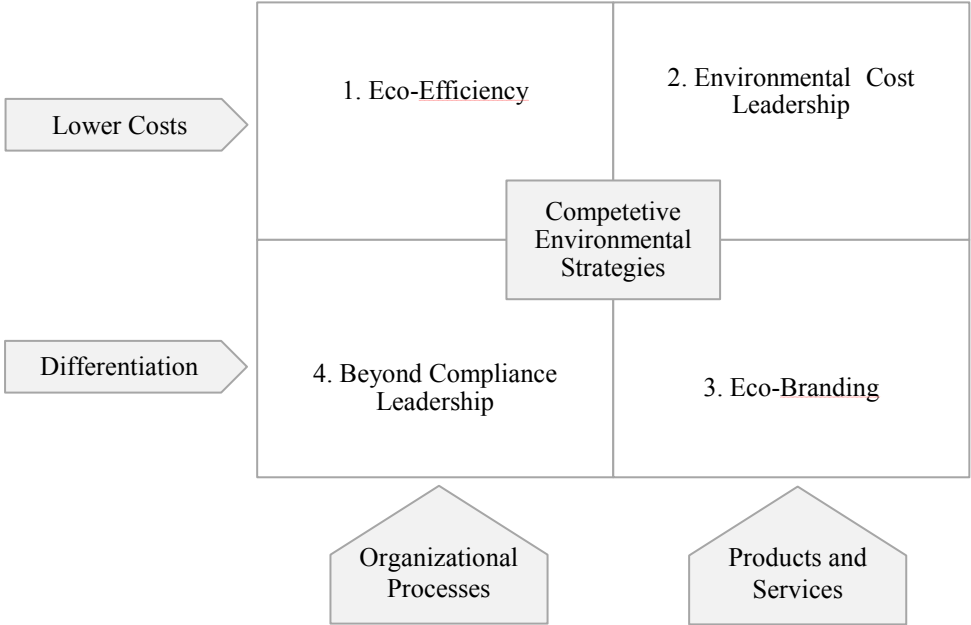 1. Eco-Efficiency
2. Environmental Cost
Leadership
Lower Costs
Competetive
Environmental
Strategies
Differentiation
4. Beyond Compliance
Leadership
3. Eco-Branding
Organizational
Processes
Products and
Services